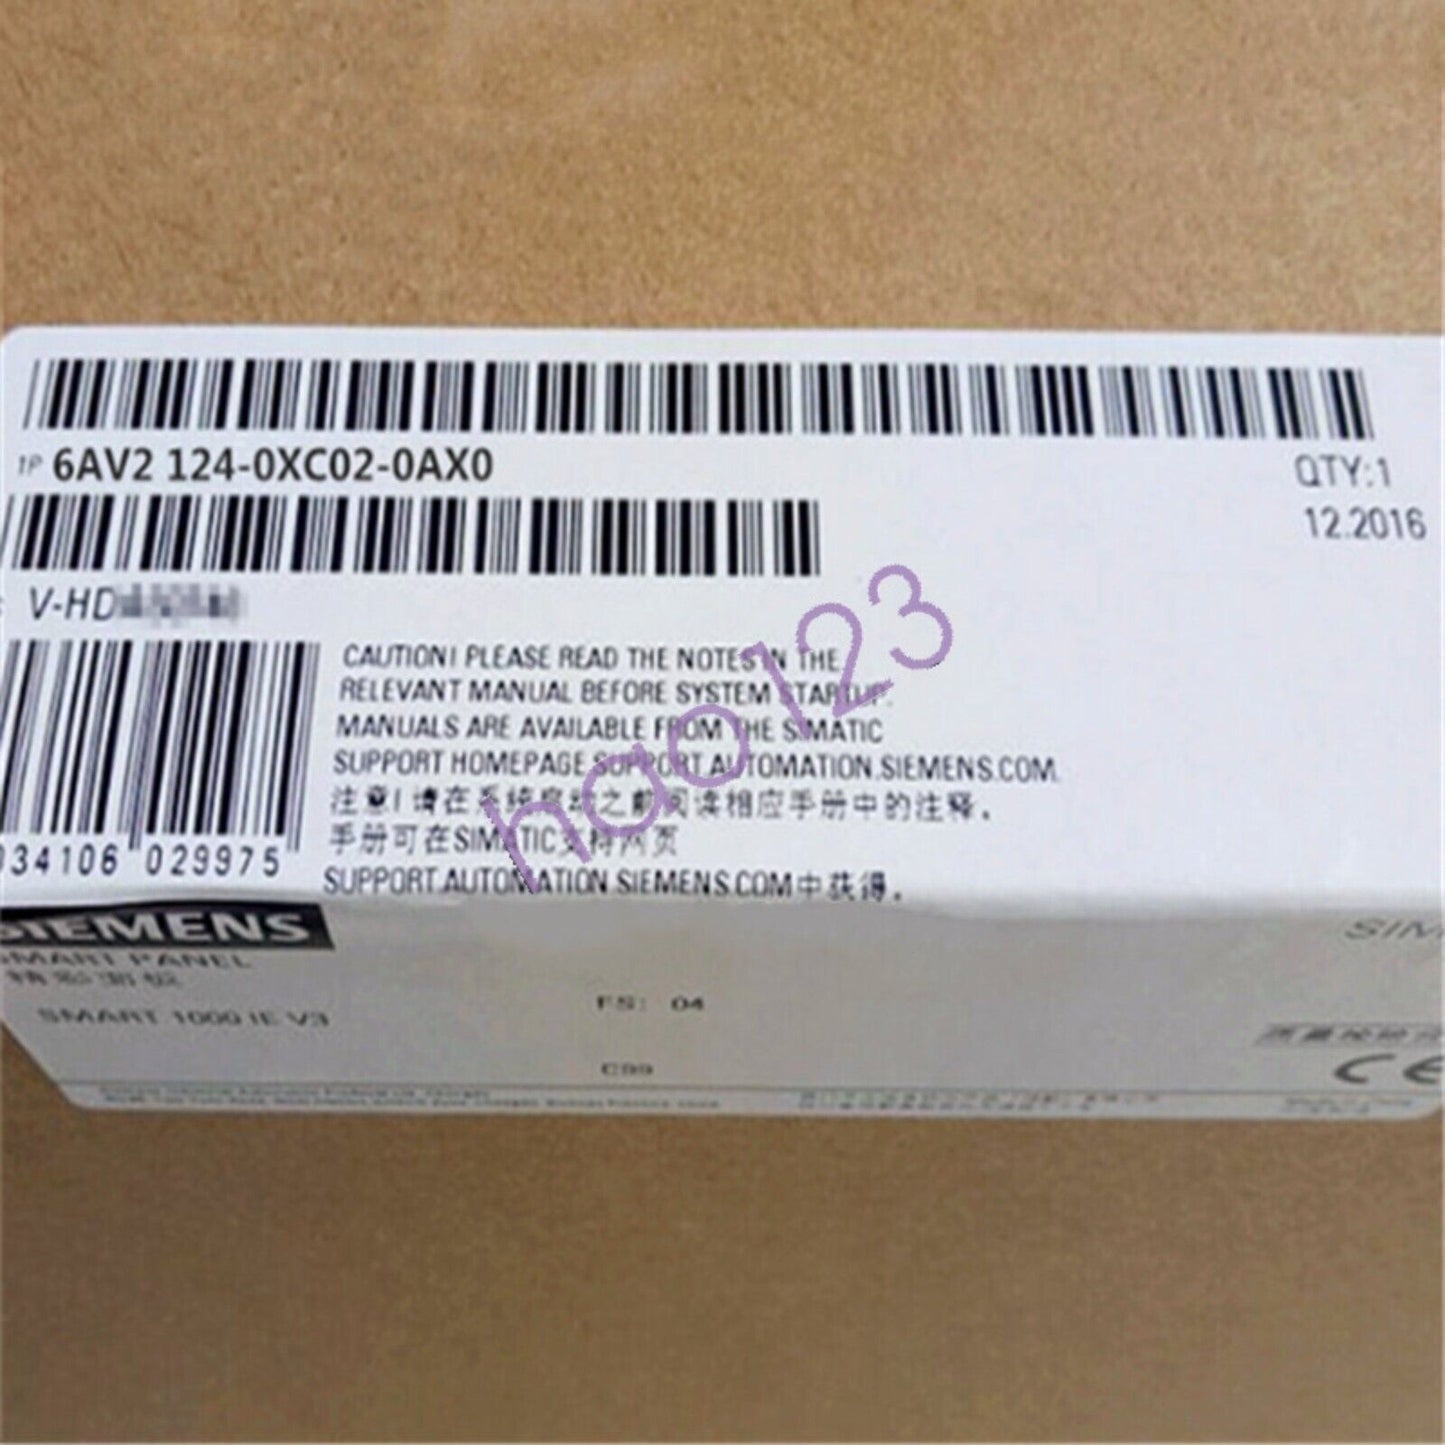 1P 6AV2 124-0XC02-0AX0
QTY:1
12.2016
V-HD
CAUTION! PLEASE READ THE NOTES IN THE
RELEVANT MANUAL BEFORE SYSTEM STARTUP.
MANUALS ARE AVAILABLE FROM THE SIMATIC
SUPPORT HOMEPAGE SUPPORT.AUTOMATION.SIEMENS.COM.
注意!请在系统启动之前阅读相应手册中的注释.
手册可在SIMATIC支持网页
SUPPORT.AUTOMATION.SIEMENS.COM中获得.
034106 029975
hao123
SIEMENS
SMART PANEL
SMART 1000 IE V3
FS: 04
C99
SIM
CE